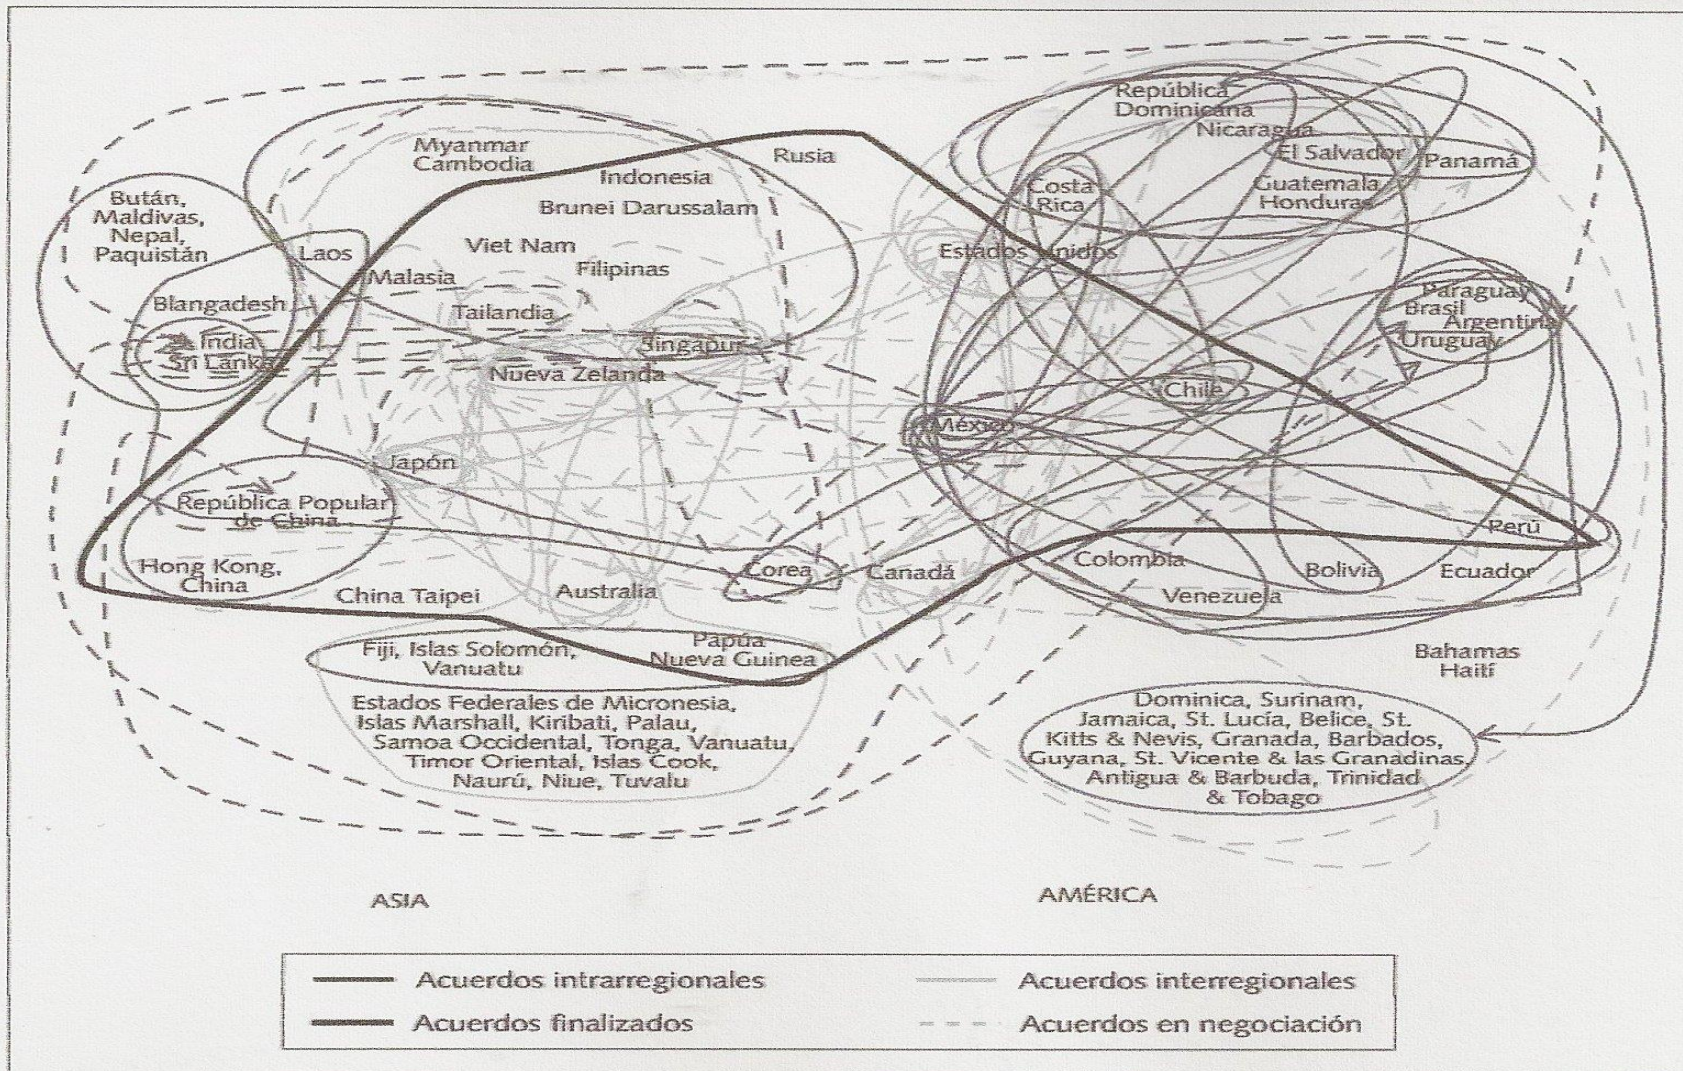 Myanmar
Cambodia
Indonesia
Brunei Darussalam
Rusia
Bután,
Maldivas,
Nepal,
Paquistán
Laos
Malasia
Viet Nam
Filipinas
Blangadesh
India
Sri Lanka
Tailandia
Singapur
Nueva Zelanda
Japón
República Popular
de China
Hong Kong,
China
China Taipei
Australia
Corea
Canadá
Fiji, Islas Solomón,
Vanuatu
Papúa
Nueva Guinea
Estados Federales de Micronesia,
Islas Marshall, Kiribati, Palau,
Samoa Occidental, Tonga, Vanuatu,
Timor Oriental, Islas Cook,
Naurú, Niue, Tuvalu
República
Dominicana
Nicaragua
El Salvador
Panamá
Costa
Rica
Guatemala
Honduras
Estados Unidos
Paraguay
Brasil
Argentina
Uruguay
Chile
México
Perú
Colombia
Bolivia
Ecuador
Venezuela
Bahamas
Haití
Dominica, Surinam,
Jamaica, St. Lucía, Belice, St.
Kitts & Nevis, Granada, Barbados,
Guyana, St. Vicente & las Granadinas,
Antigua & Barbuda, Trinidad
& Tobago
ASIA
AMÉRICA
Acuerdos intrarregionales
Acuerdos interregionales
Acuerdos finalizados
Acuerdos en negociación